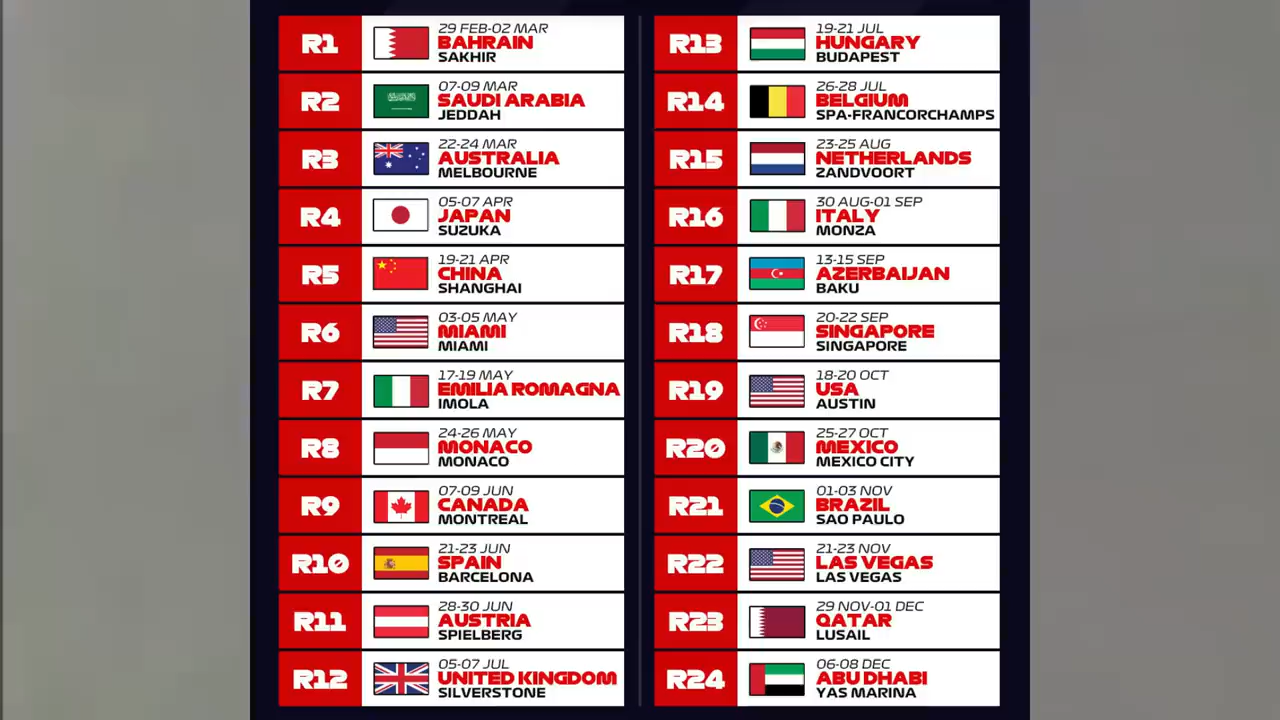 R1
29 FEB-02 MAR
BAHRAIN
SAKHIR
R2
07-09 MAR
SAUDI ARABIA
JEDDAH
R3
22-24 MAR
AUSTRALIA
MELBOURNE
R4
05-07 APR
JAPAN
SUZUKA
R5
19-21 APR
CHINA
SHANGHAI
R6
03-05 MAY
MIAMI
MIAMI
R7
17-19 MAY
EMILIA ROMAGNA
IMOLA
R8
24-26 MAY
MONACO
MONACO
R9
07-09 JUN
CANADA
MONTREAL
R10
21-23 JUN
SPAIN
BARCELONA
R11
28-30 JUN
AUSTRIA
SPIELBERG
R12
05-07 JUL
UNITED KINGDOM
SILVERSTONE
R13
19-21 JUL
HUNGARY
BUDAPEST
R14
26-28 JUL
BELGIUM
SPA-FRANCORCHAMPS
R15
23-25 AUG
NETHERLANDS
ZANDVOORT
R16
30 AUG-01 SEP
ITALY
MONZA
R17
13-15 SEP
AZERBAIJAN
BAKU
R18
20-22 SEP
SINGAPORE
SINGAPORE
R19
18-20 OCT
USA
AUSTIN
R20
25-27 OCT
MEXICO
MEXICO CITY
R21
01-03 NOV
BRAZIL
SAO PAULO
R22
21-23 NOV
LAS VEGAS
LAS VEGAS
R23
29 NOV-01 DEC
QATAR
LUSAIL
R24
06-08 DEC
ABU DHABI
YAS MARINA